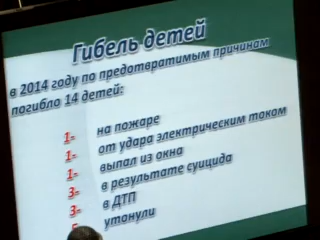 Гибель детей
в 2014 году по предотвратимым причинам
погибло 14 детей:
1- на пожаре
1- от удара электрическим током
1- выпал из окна
3- в результате суицида
3- в ДТП
5 утонули